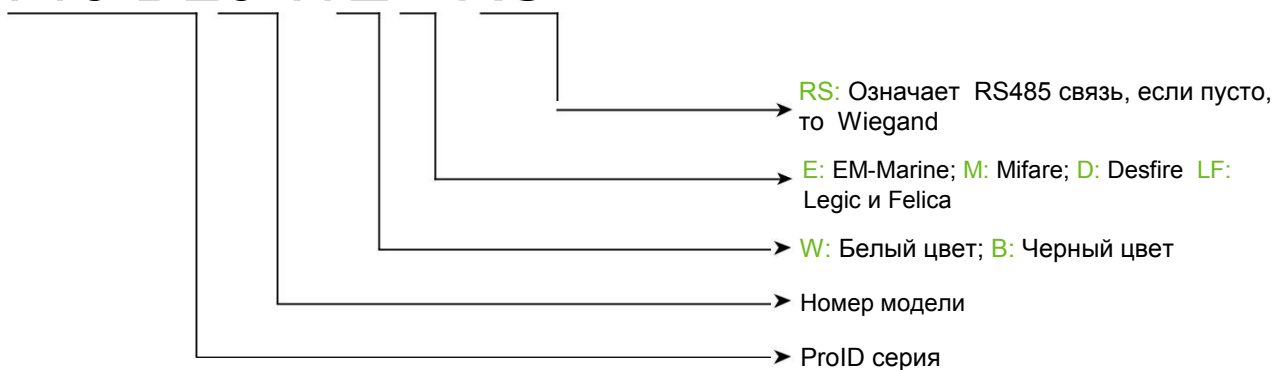 RS: Означает RS485 связь, если пусто,
то Wiegand
E: EM-Marine; M: Mifare; D: Desfire LF:
Legic и Felica
W: Белый цвет; B: Черный цвет
Номер модели
ProID серия